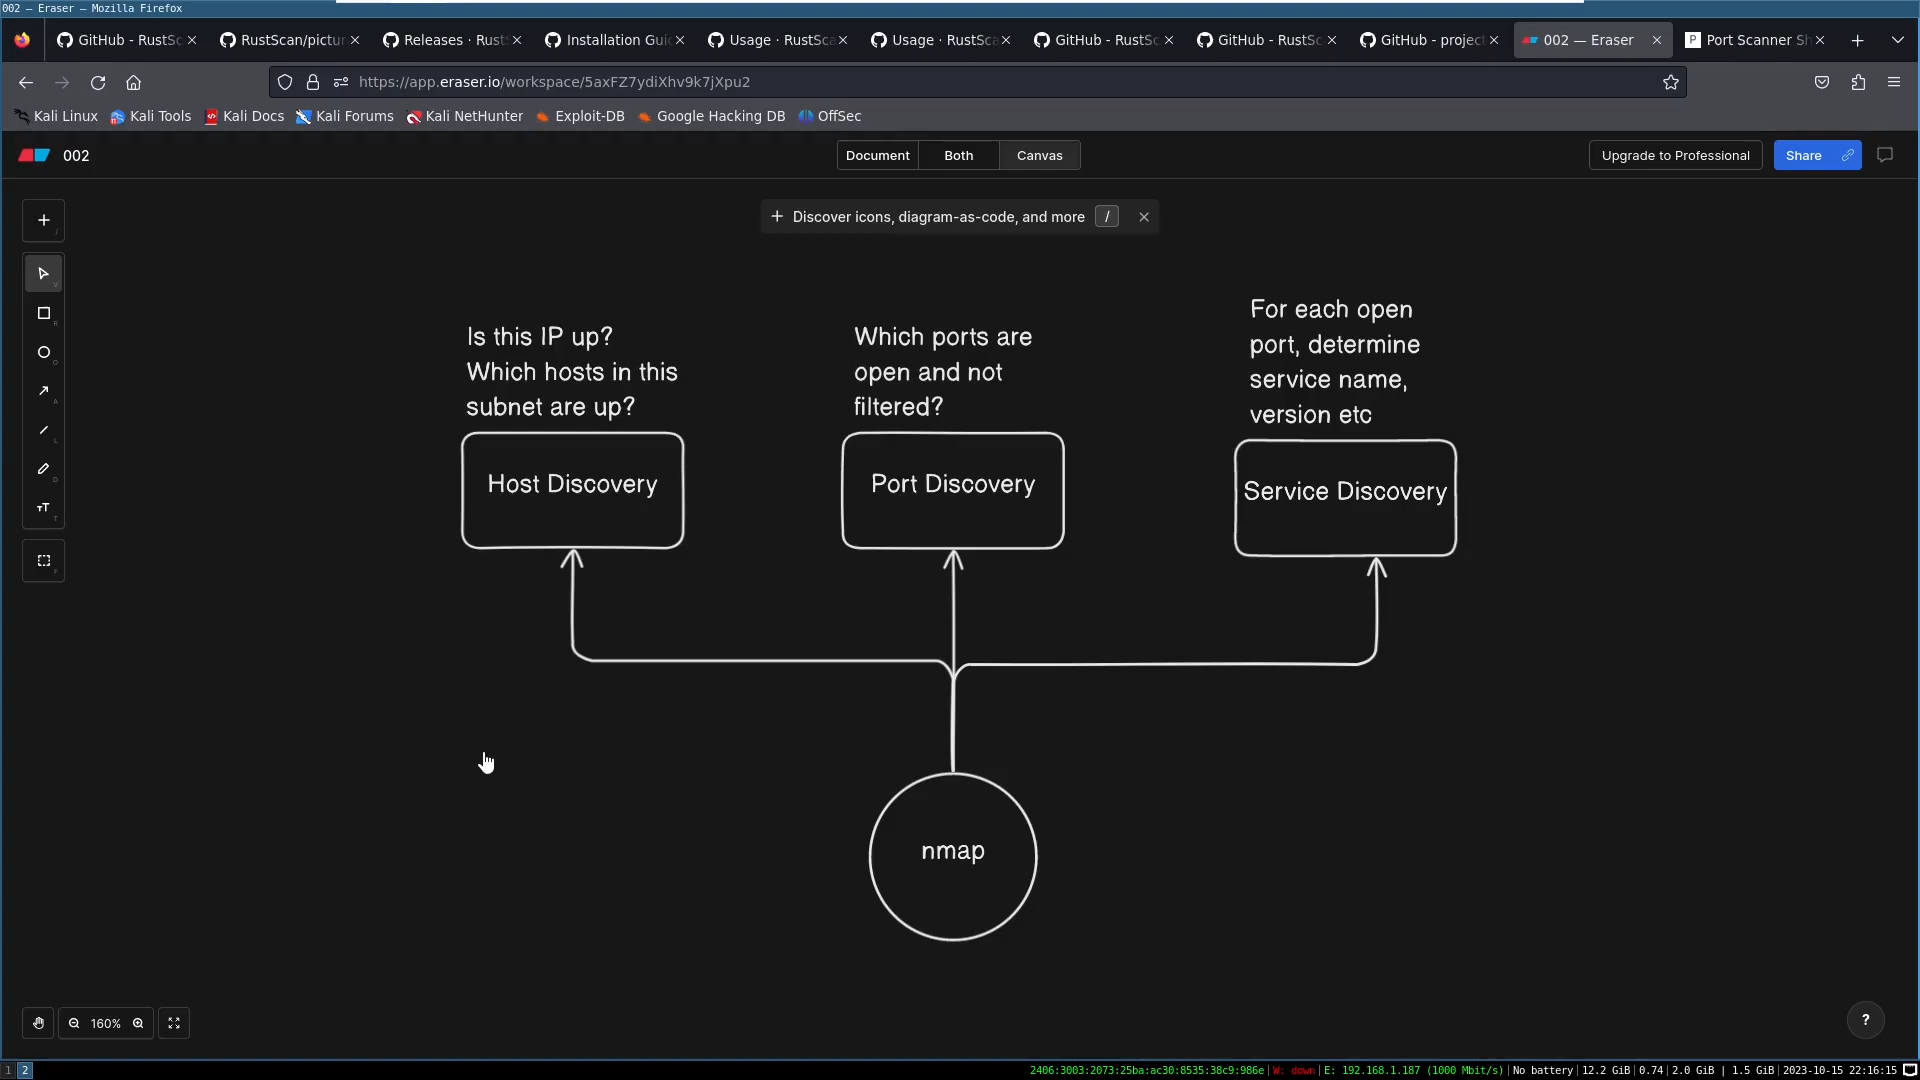 002 — Eraser — Mozilla Firefox
GitHub - RustSc
RustScan/pictur
Releases · Rust
Installation Gui
Usage · RustSca
Usage · RustSca
GitHub - RustSc
GitHub - RustSc
GitHub - project
002 — Eraser
Port Scanner Sh
https://app.eraser.io/workspace/5axFZ7ydiXhv9k7jXpu2
Kali Linux
Kali Tools
Kali Docs
Kali Forums
Kali NetHunter
Exploit-DB
Google Hacking DB
OffSec
002
Document
Both
Canvas
Upgrade to Professional
Share
Discover icons, diagram-as-code, and more /
Is this IP up?
Which hosts in this
subnet are up?
Host Discovery
Which ports are
open and not
filtered?
Port Discovery
For each open
port, determine
service name,
version etc
Service Discovery
nmap
160%
?
1 2
2406:3003:2073:25ba:ac30:8535:38c9:986e | W: down | E: 192.168.1.187 (1000 Mbit/s) | No battery | 12.2 GiB | 0.74 | 2.0 GiB | 1.5 GiB | 2023-10-15 22:16:15